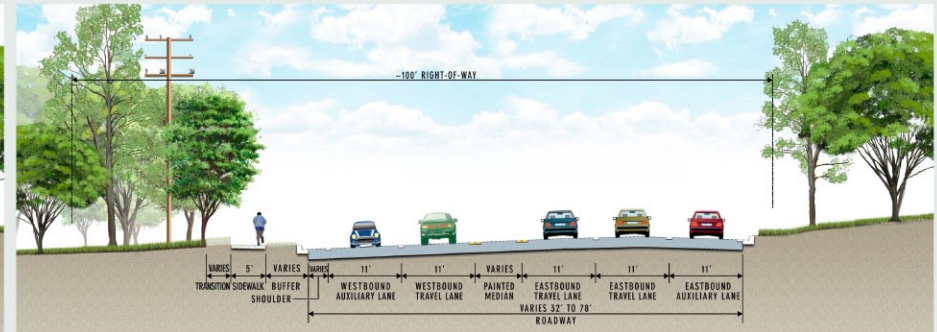 ~100' RIGHT-OF-WAY
VARIES 5' VARIES VARIES 11' 11' VARIES 11' 11' 11'
TRANSITION SIDEWALK BUFFER SHOULDER WESTBOUND AUXILIARY LANE WESTBOUND TRAVEL LANE PAINTED MEDIAN EASTBOUND TRAVEL LANE EASTBOUND TRAVEL LANE EASTBOUND AUXILIARY LANE
VARIES 32' TO 78'
ROADWAY